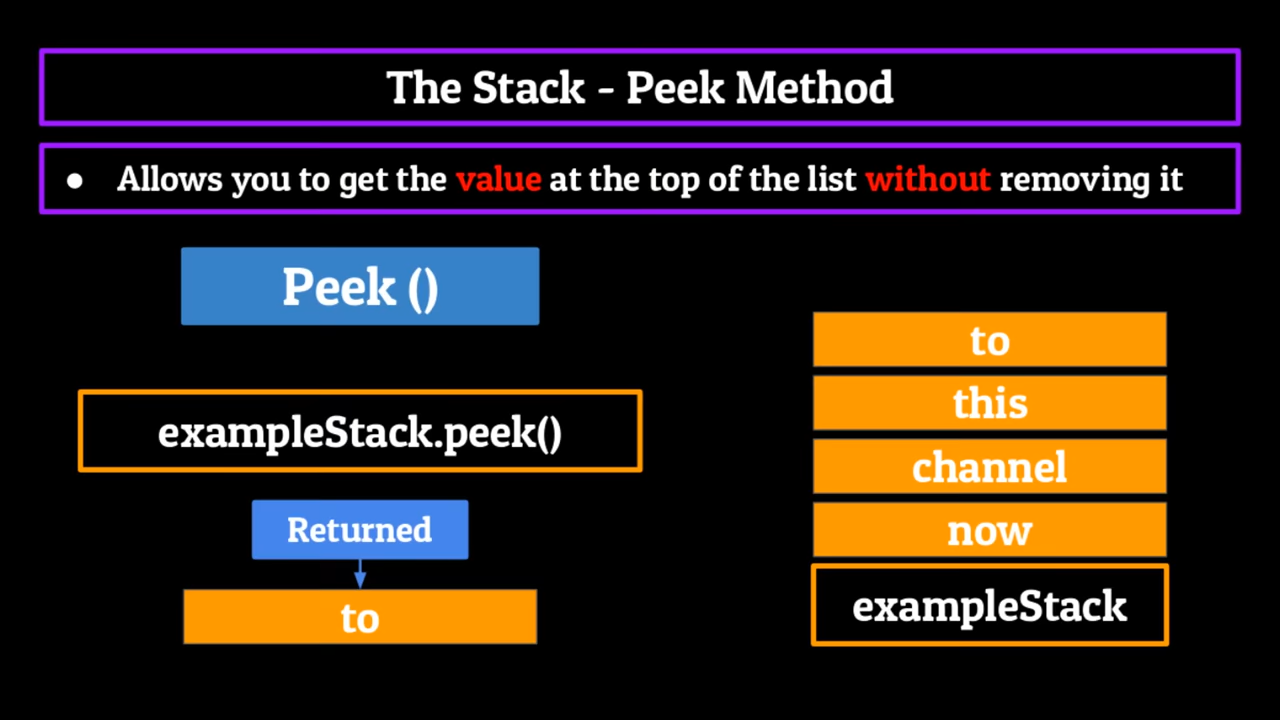 The Stack - Peek Method
● Allows you to get the value at the top of the list without removing it
Peek ()
exampleStack.peek()
Returned
to
to
this
channel
now
exampleStack